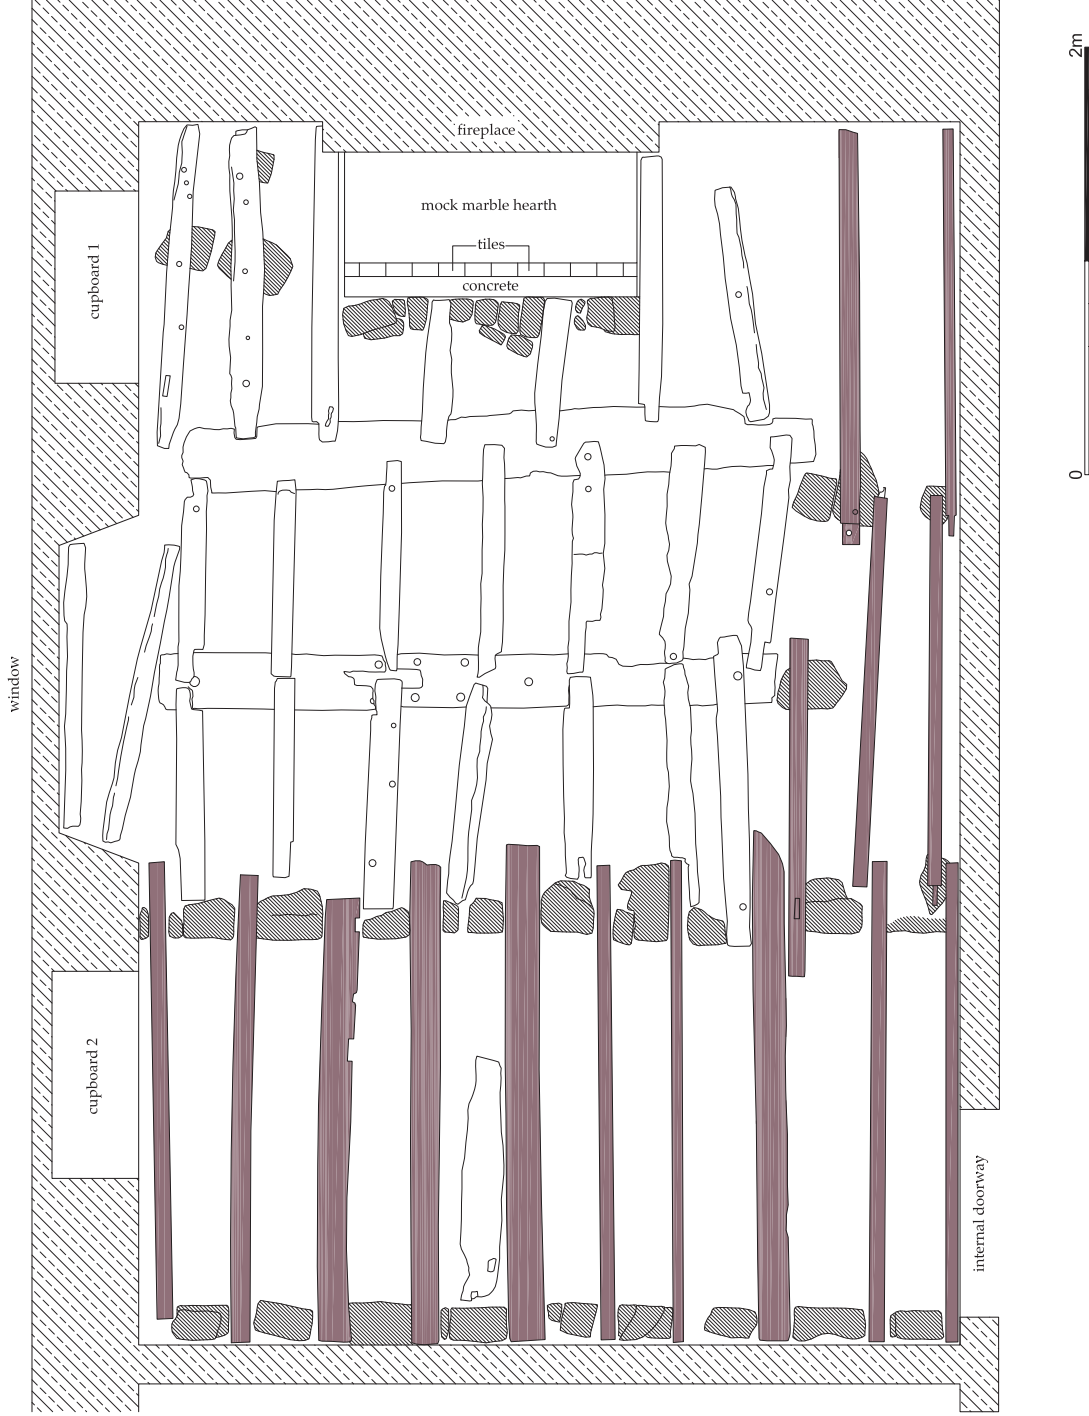 fireplace
mock marble hearth
tiles
concrete
cupboard 1
window
cupboard 2
internal doorway
2m
0